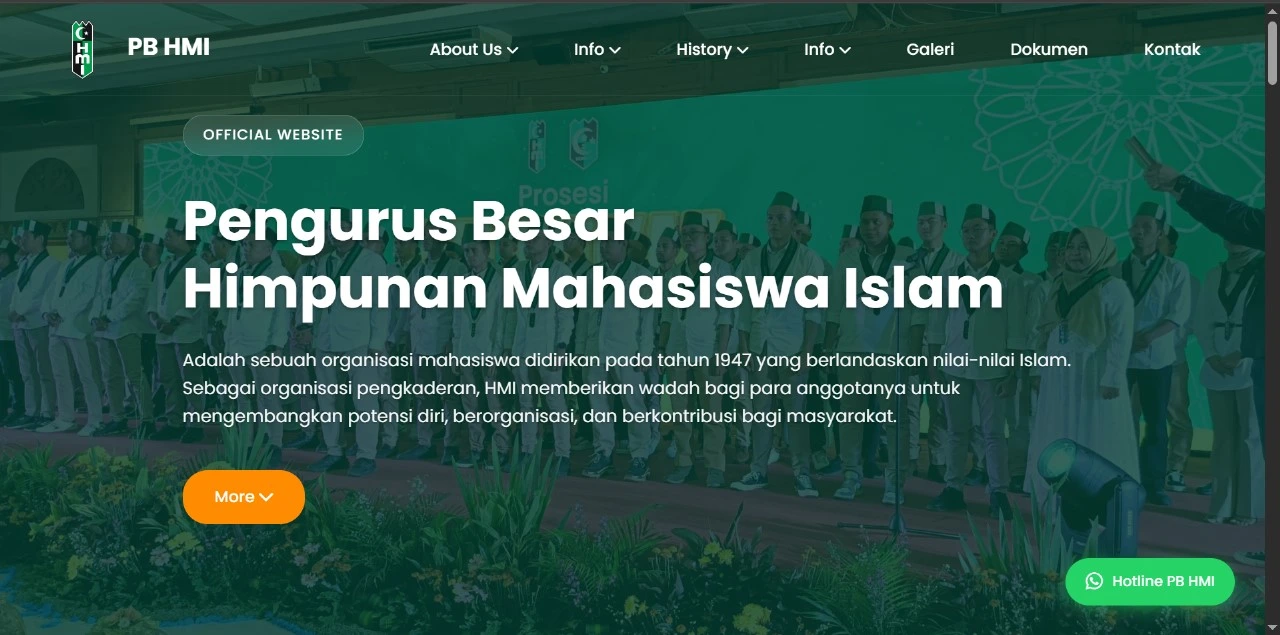 HMI
PB HMI
About Us
Info
History
Info
Galeri
Dokumen
Kontak
OFFICIAL WEBSITE
Prosesi
Pengurus Besar
Himpunan Mahasiswa Islam
Adalah sebuah organisasi mahasiswa didirikan pada tahun 1947 yang berlandaskan nilai-nilai Islam.
Sebagai organisasi pengkaderan, HMI memberikan wadah bagi para anggotanya untuk
mengembangkan potensi diri, berorganisasi, dan berkontribusi bagi masyarakat.
More
Hotline PB HMI